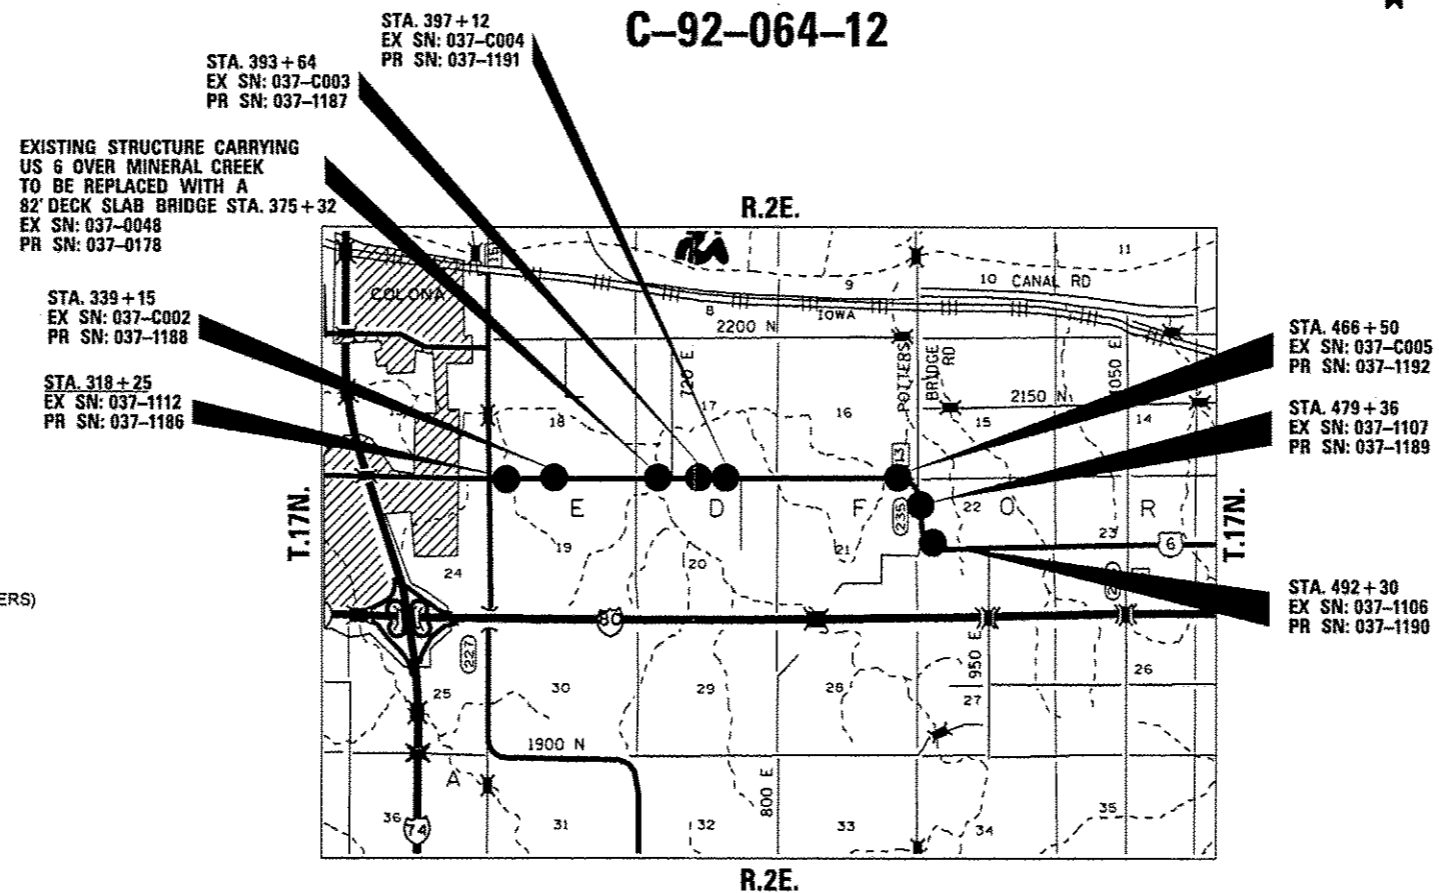 C-92-064-12
STA. 397+12
EX SN: 037-C004
PR SN: 037-1191
STA. 393+64
EX SN: 037-C003
PR SN: 037-1187
EXISTING STRUCTURE CARRYING
US 6 OVER MINERAL CREEK
TO BE REPLACED WITH A
82' DECK SLAB BRIDGE STA. 375+32
EX SN: 037-0048
PR SN: 037-0178
STA. 339+15
EX SN: 037-C002
PR SN: 037-1188
STA. 318+25
EX SN: 037-1112
PR SN: 037-1186
R.2E.
11
10 CANAL RD
9
8
IOWA
COLONA
2200 N
720 E
POTTERS
BRIDGE
RD
1050 E
2150 N
18
17
16
15
14
STA. 466+50
EX SN: 037-C005
PR SN: 037-1192
STA. 479+36
EX SN: 037-1107
PR SN: 037-1189
STA. 492+30
EX SN: 037-1106
PR SN: 037-1190
T.17N.
E D F O R
T.17N.
13
235
22
23
6
19
20
21
24
ERS)
80
227
25
30
29
28
27
26
950 E
1900 N
A
800 E
36
74
31
32
33
34
35
R.2E.